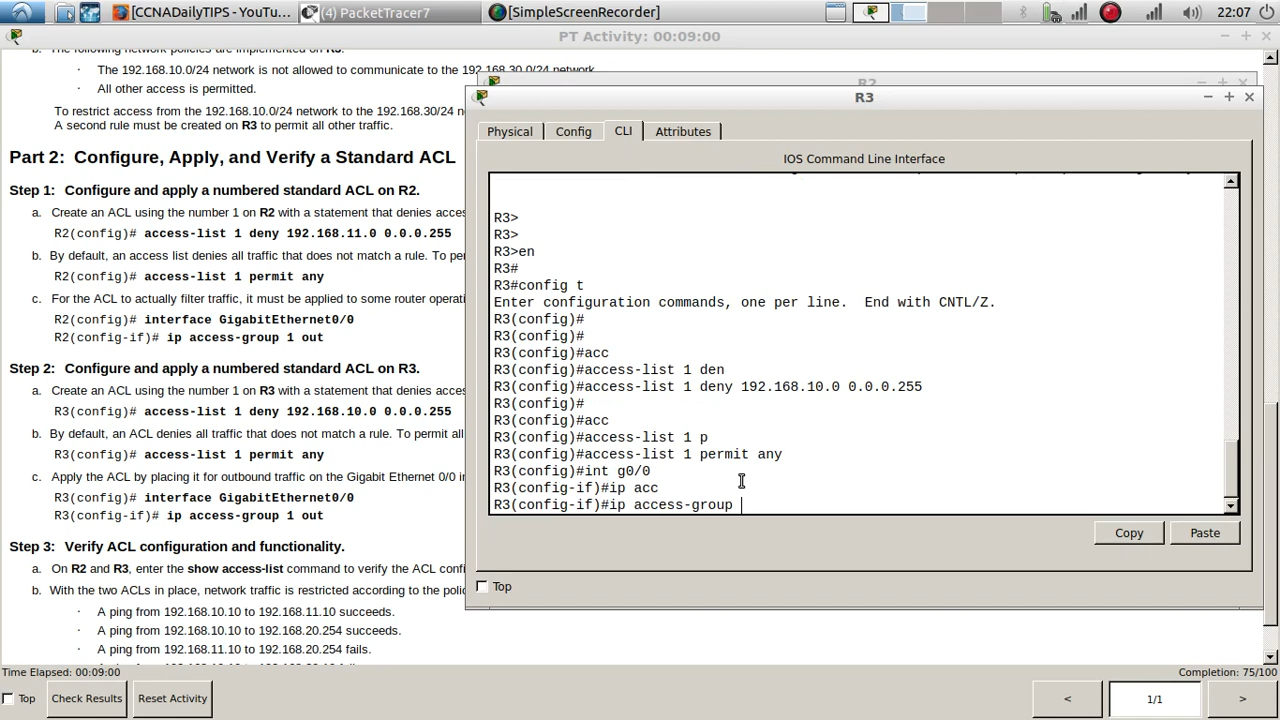 [CCNADailyTIPS - YouTu... (4) PacketTracer7 [SimpleScreenRecorder] 22:07
PT Activity: 00:09:00
b. The following network policies are implemented on R3:
· The 192.168.10.0/24 network is not allowed to communicate to the 192.168.30.0/24 network.
· All other access is permitted.
To restrict access from the 192.168.10.0/24 network to the 192.168.30/24 n
A second rule must be created on R3 to permit all other traffic.
Part 2: Configure, Apply, and Verify a Standard ACL
Step 1: Configure and apply a numbered standard ACL on R2.
a. Create an ACL using the number 1 on R2 with a statement that denies acces
R2(config)# access-list 1 deny 192.168.11.0 0.0.0.255
b. By default, an access list denies all traffic that does not match a rule. To per
R2(config)# access-list 1 permit any
c. For the ACL to actually filter traffic, it must be applied to some router operati
R2(config)# interface GigabitEthernet0/0
R2(config-if)# ip access-group 1 out
Step 2: Configure and apply a numbered standard ACL on R3.
a. Create an ACL using the number 1 on R3 with a statement that denies acces
R3(config)# access-list 1 deny 192.168.10.0 0.0.0.255
b. By default, an ACL denies all traffic that does not match a rule. To permit all
R3(config)# access-list 1 permit any
c. Apply the ACL by placing it for outbound traffic on the Gigabit Ethernet 0/0 in
R3(config)# interface GigabitEthernet0/0
R3(config-if)# ip access-group 1 out
Step 3: Verify ACL configuration and functionality.
a. On R2 and R3, enter the show access-list command to verify the ACL confi
b. With the two ACLs in place, network traffic is restricted according to the polic
· A ping from 192.168.10.10 to 192.168.11.10 succeeds.
· A ping from 192.168.10.10 to 192.168.20.254 succeeds.
· A ping from 192.168.11.10 to 192.168.20.254 fails.
R2
R3
Physical Config CLI Attributes
IOS Command Line Interface
R3>
R3>
R3>en
R3#
R3#config t
Enter configuration commands, one per line.  End with CNTL/Z.
R3(config)#
R3(config)#
R3(config)#acc
R3(config)#access-list 1 den
R3(config)#access-list 1 deny 192.168.10.0 0.0.0.255
R3(config)#
R3(config)#acc
R3(config)#access-list 1 p
R3(config)#access-list 1 permit any
R3(config)#int g0/0
R3(config-if)#ip acc
R3(config-if)#ip access-group
Copy Paste
Top
Time Elapsed: 00:09:00 Completion: 75/100
Top Check Results Reset Activity < 1/1 >